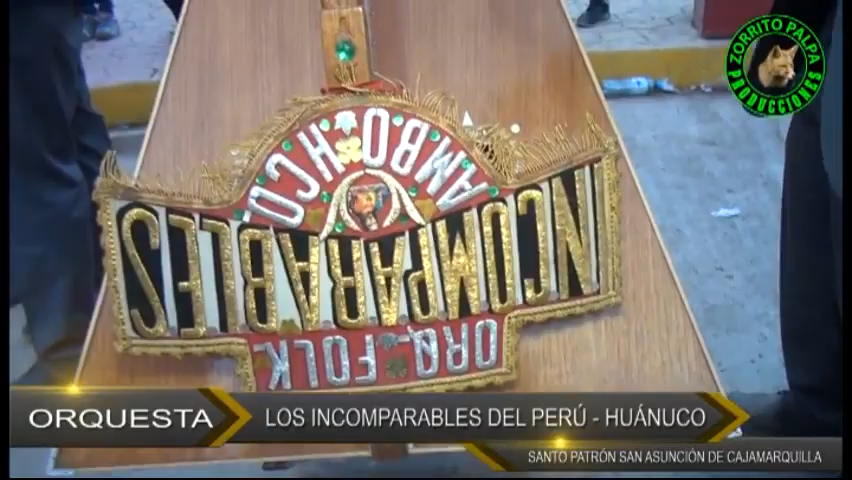 ZORRITO PALPA
PRODUCCIONES
ORQ. FOLK.
INCOMPARABLES
AMBO - HCO.
ORQUESTA
LOS INCOMPARABLES DEL PERÚ - HUÁNUCO
SANTO PATRÓN SAN ASUNCIÓN DE CAJAMARQUILLA